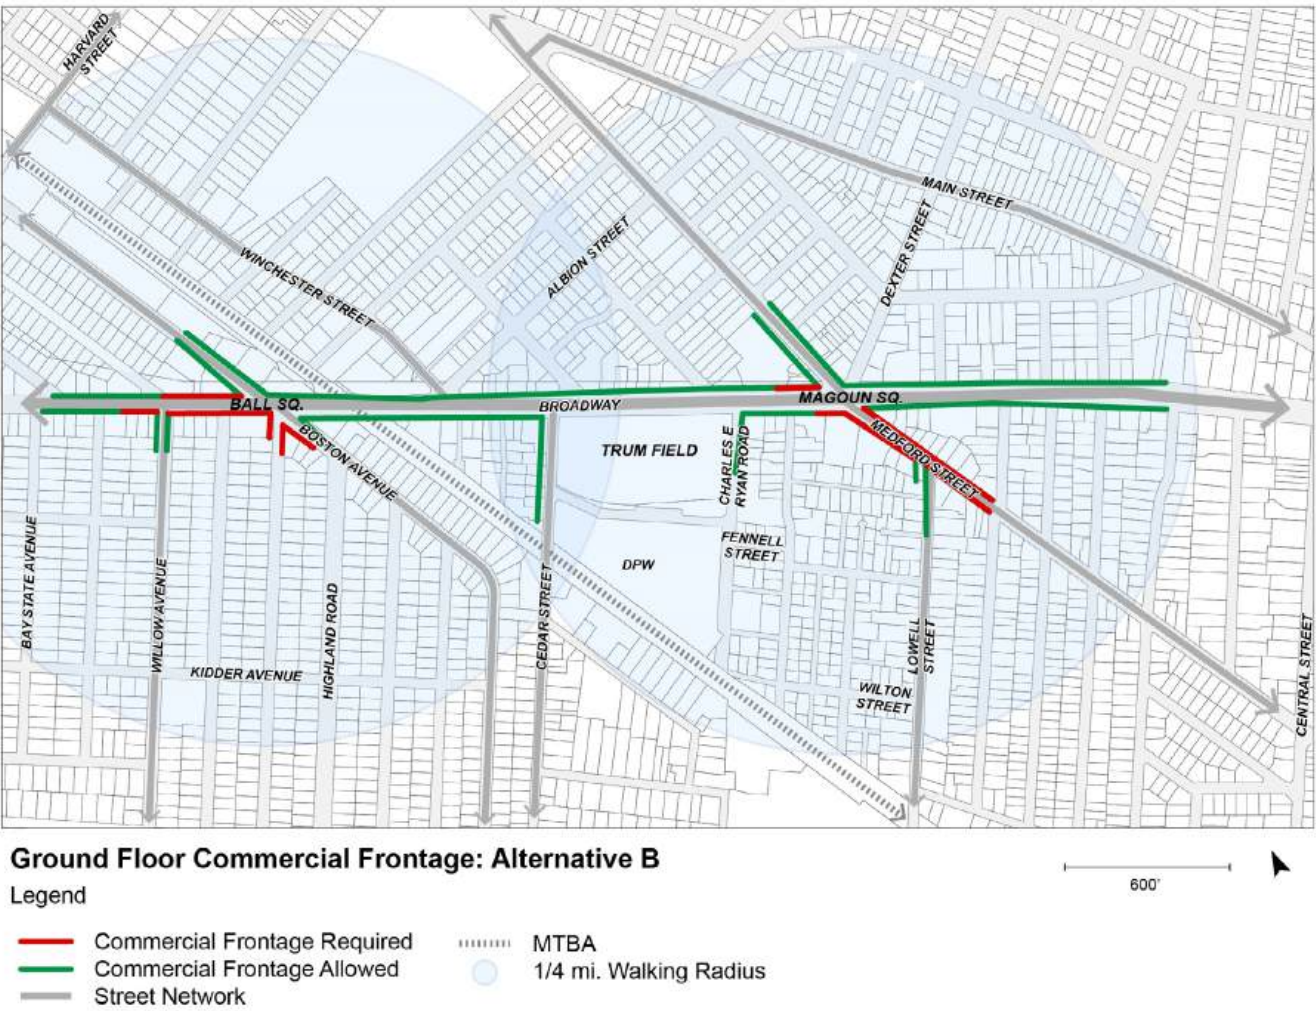 HARVARD
STREET
MAIN STREET
ALBION STREET
DEXTER STREET
WINCHESTER STREET
BALL SQ.
BROADWAY
MAGOUN SQ.
BOSTON AVENUE
TRUM FIELD
CHARLES E
RYAN ROAD
MEDFORD STREET
FENNELL
STREET
DPW
BAY STATE AVENUE
WILLOW AVENUE
HIGHLAND ROAD
CEDAR STREET
LOWELL
STREET
KIDDER AVENUE
WILTON
STREET
CENTRAL STREET
Ground Floor Commercial Frontage: Alternative B
600'
Legend
Commercial Frontage Required
Commercial Frontage Allowed
Street Network
MTBA
1/4 mi. Walking Radius